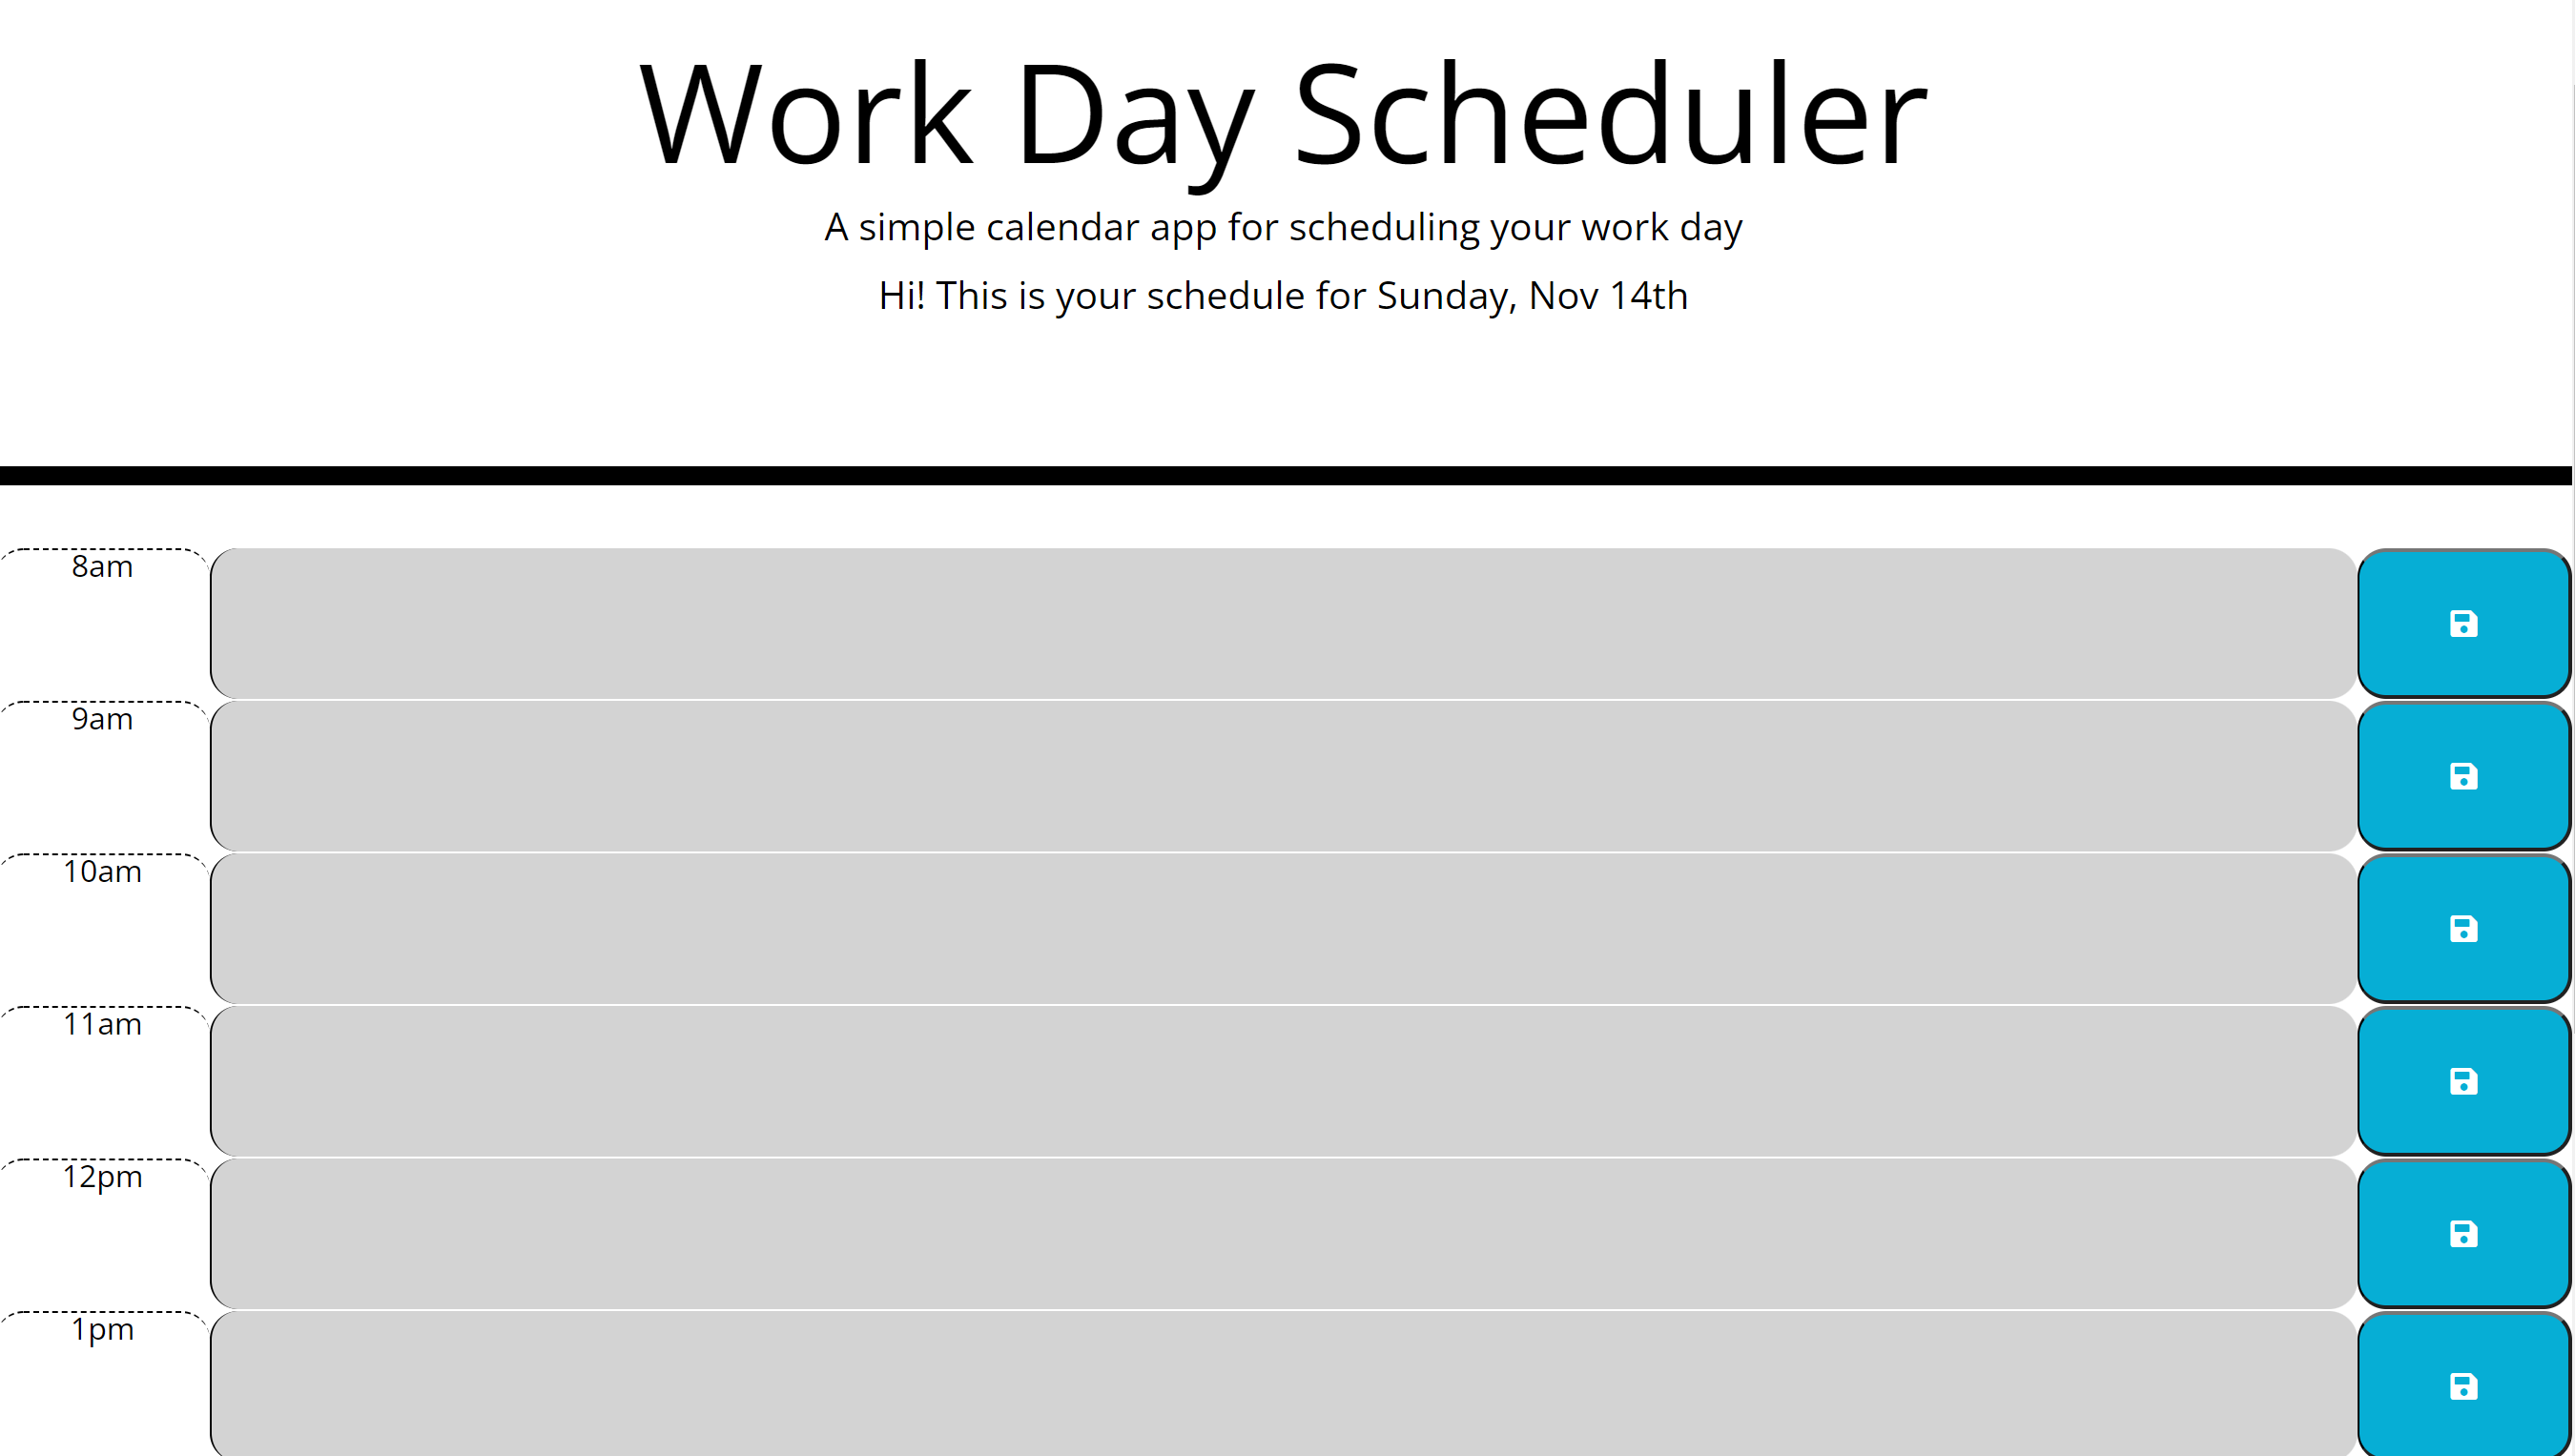 Work Day Scheduler
A simple calendar app for scheduling your work day
Hi! This is your schedule for Sunday, Nov 14th
8am
9am
10am
11am
12pm
1pm